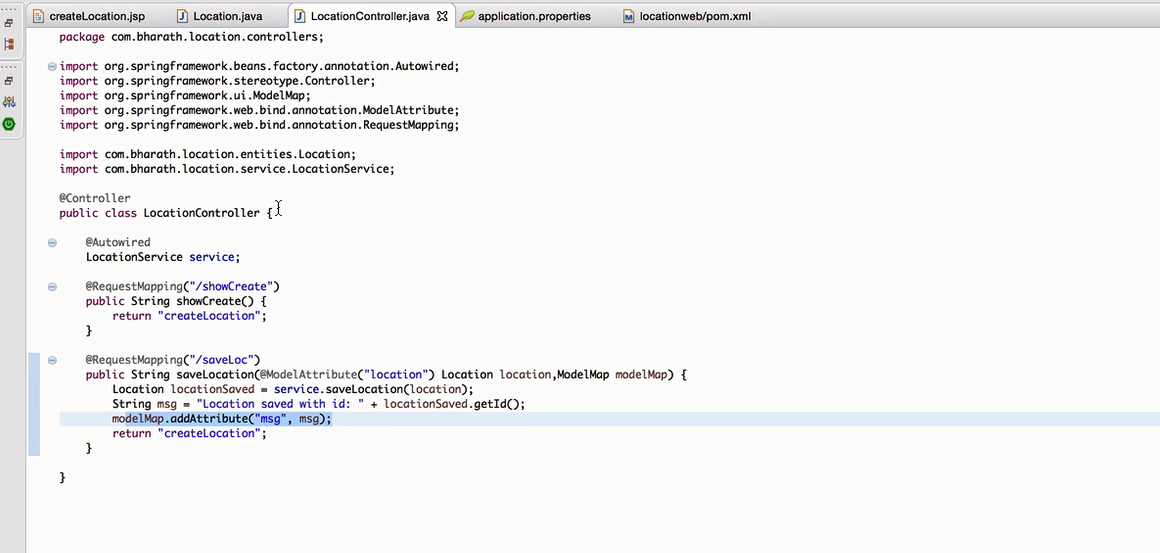 createLocation.jsp Location.java LocationController.java application.properties locationweb/pom.xml
package com.bharath.location.controllers;
import org.springframework.beans.factory.annotation.Autowired;
import org.springframework.stereotype.Controller;
import org.springframework.ui.ModelMap;
import org.springframework.web.bind.annotation.ModelAttribute;
import org.springframework.web.bind.annotation.RequestMapping;
import com.bharath.location.entities.Location;
import com.bharath.location.service.LocationService;
@Controller
public class LocationController {
@Autowired
LocationService service;
@RequestMapping("/showCreate")
public String showCreate() {
return "createLocation";
}
@RequestMapping("/saveLoc")
public String saveLocation(@ModelAttribute("location") Location location,ModelMap modelMap) {
Location locationSaved = service.saveLocation(location);
String msg = "Location saved with id: " + locationSaved.getId();
modelMap.addAttribute("msg", msg);
return "createLocation";
}
}